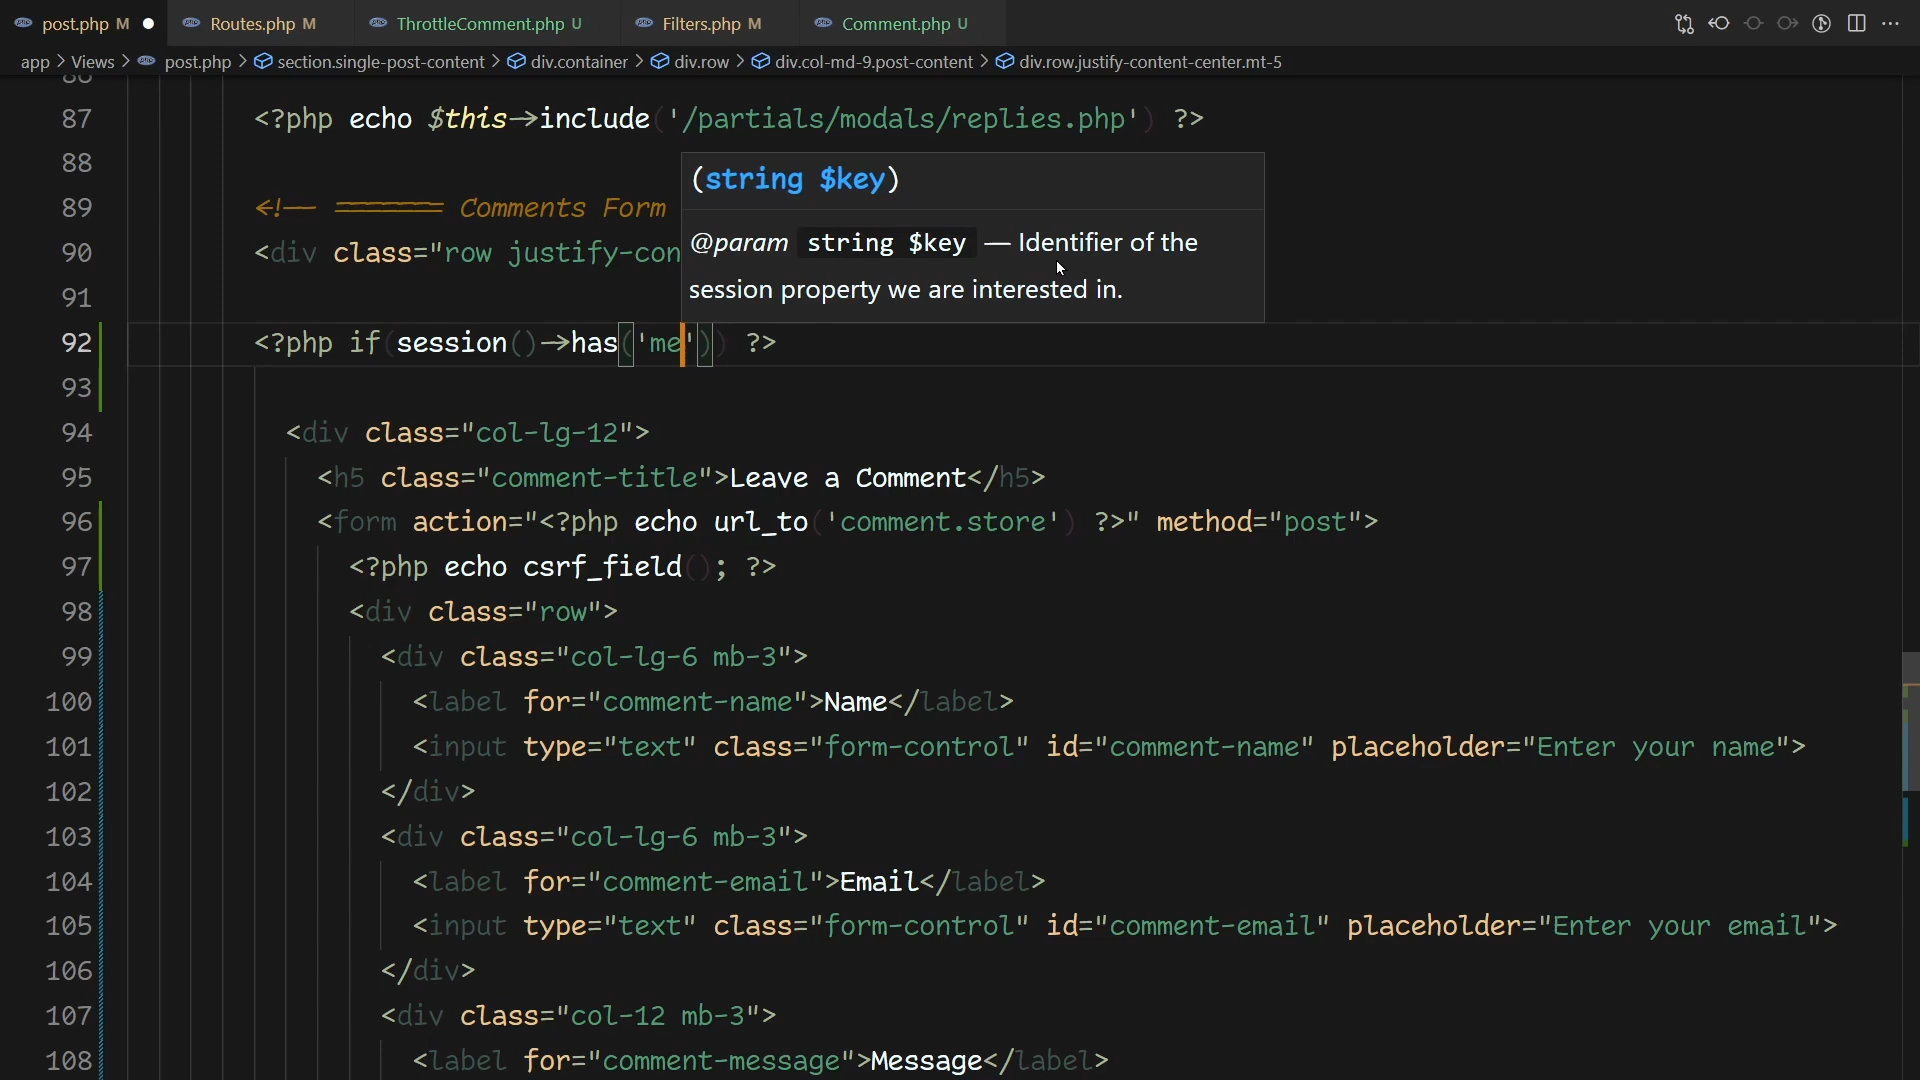 post.php M
Routes.php M
ThrottleComment.php U
Filters.php M
Comment.php U
app > Views > post.php > section.single-post-content > div.container > div.row > div.col-md-9.post-content > div.row.justify-content-center.mt-5
86
87 <?php echo $this->include('/partials/modals/replies.php') ?>
88
89 <!-- ======= Comments Form
90 <div class="row justify-con
(string $key)
@param string $key — Identifier of the
session property we are interested in.
91
92 <?php if(session()->has('me')) ?>
93
94 <div class="col-lg-12">
95 <h5 class="comment-title">Leave a Comment</h5>
96 <form action="<?php echo url_to('comment.store') ?>" method="post">
97 <?php echo csrf_field(); ?>
98 <div class="row">
99 <div class="col-lg-6 mb-3">
100 <label for="comment-name">Name</label>
101 <input type="text" class="form-control" id="comment-name" placeholder="Enter your name">
102 </div>
103 <div class="col-lg-6 mb-3">
104 <label for="comment-email">Email</label>
105 <input type="text" class="form-control" id="comment-email" placeholder="Enter your email">
106 </div>
107 <div class="col-12 mb-3">
108 <label for="comment-message">Message</label>